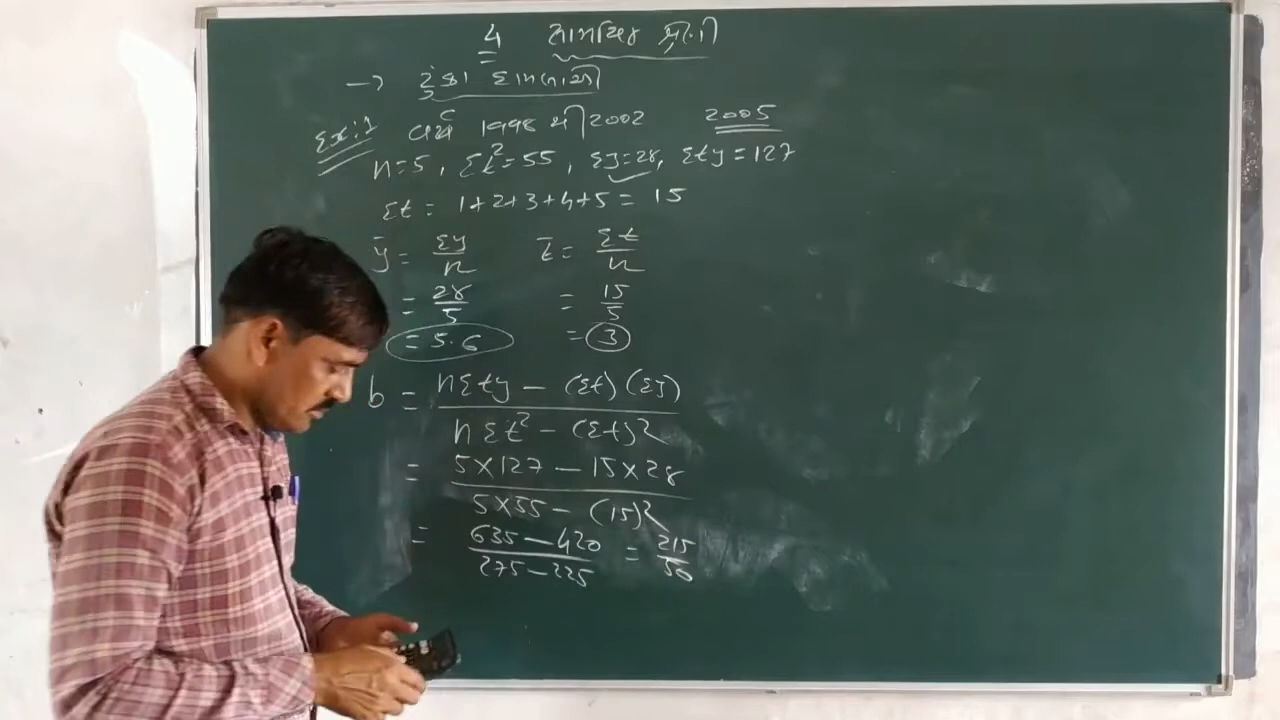 4 સામયિક શ્રેણી
→ ટૂંકા દાખલાઓ
Ex:1 વર્ષ 1998 થી 2002 2005
n=5, Σt²=55, Σy=28, Σty=127
Σt = 1+2+3+4+5 = 15
ȳ = Σy/n t̄ = Σt/n
= 28/5 = 15/5
= 5.6 = 3
b = nΣty − (Σt)(Σy) / nΣt² − (Σt)²
= 5×127 − 15×28 / 5×55 − (15)²
= 635 − 420 / 275 − 225 = 215/50